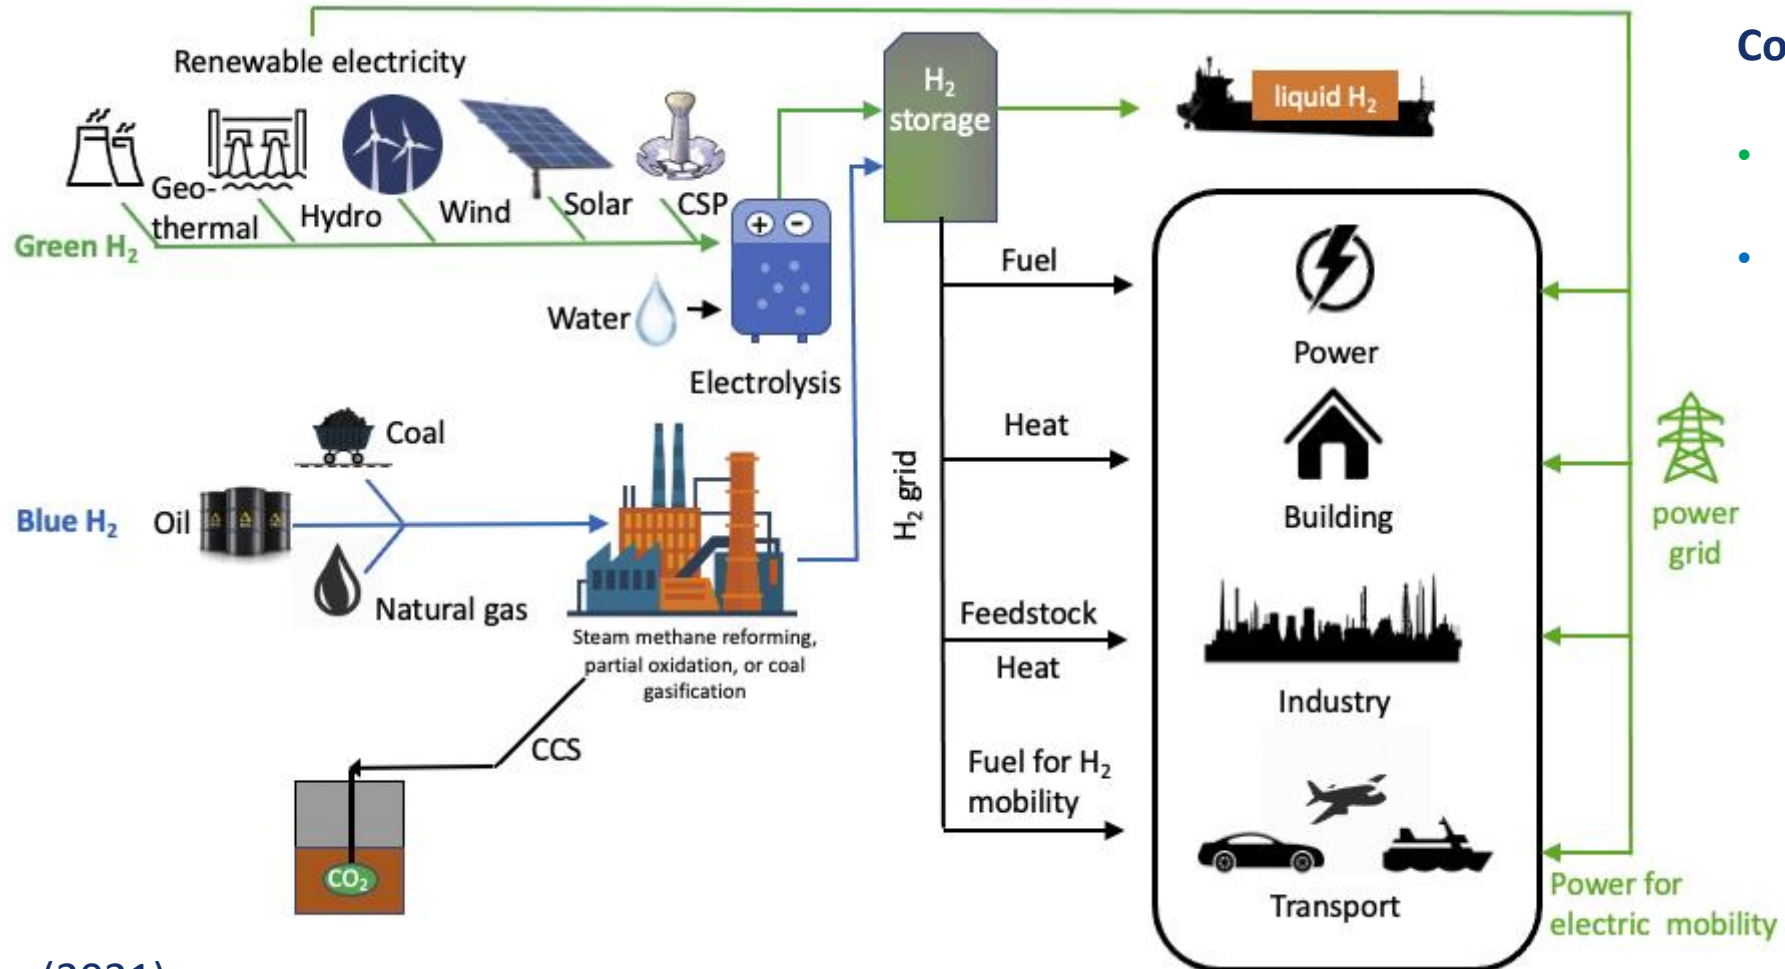 Co
Renewable electricity
H₂
storage
liquid H₂
Geo-
thermal
Hydro
Wind
Solar
CSP
+ −
Green H₂
Water
Electrolysis
Fuel
Power
Coal
Heat
Building
H₂ grid
power
grid
Blue H₂
Oil
Natural gas
Steam methane reforming,
partial oxidation, or coal
gasification
Feedstock
Heat
Industry
CCS
Fuel for H₂
mobility
CO₂
Transport
Power for
electric mobility
(2021)